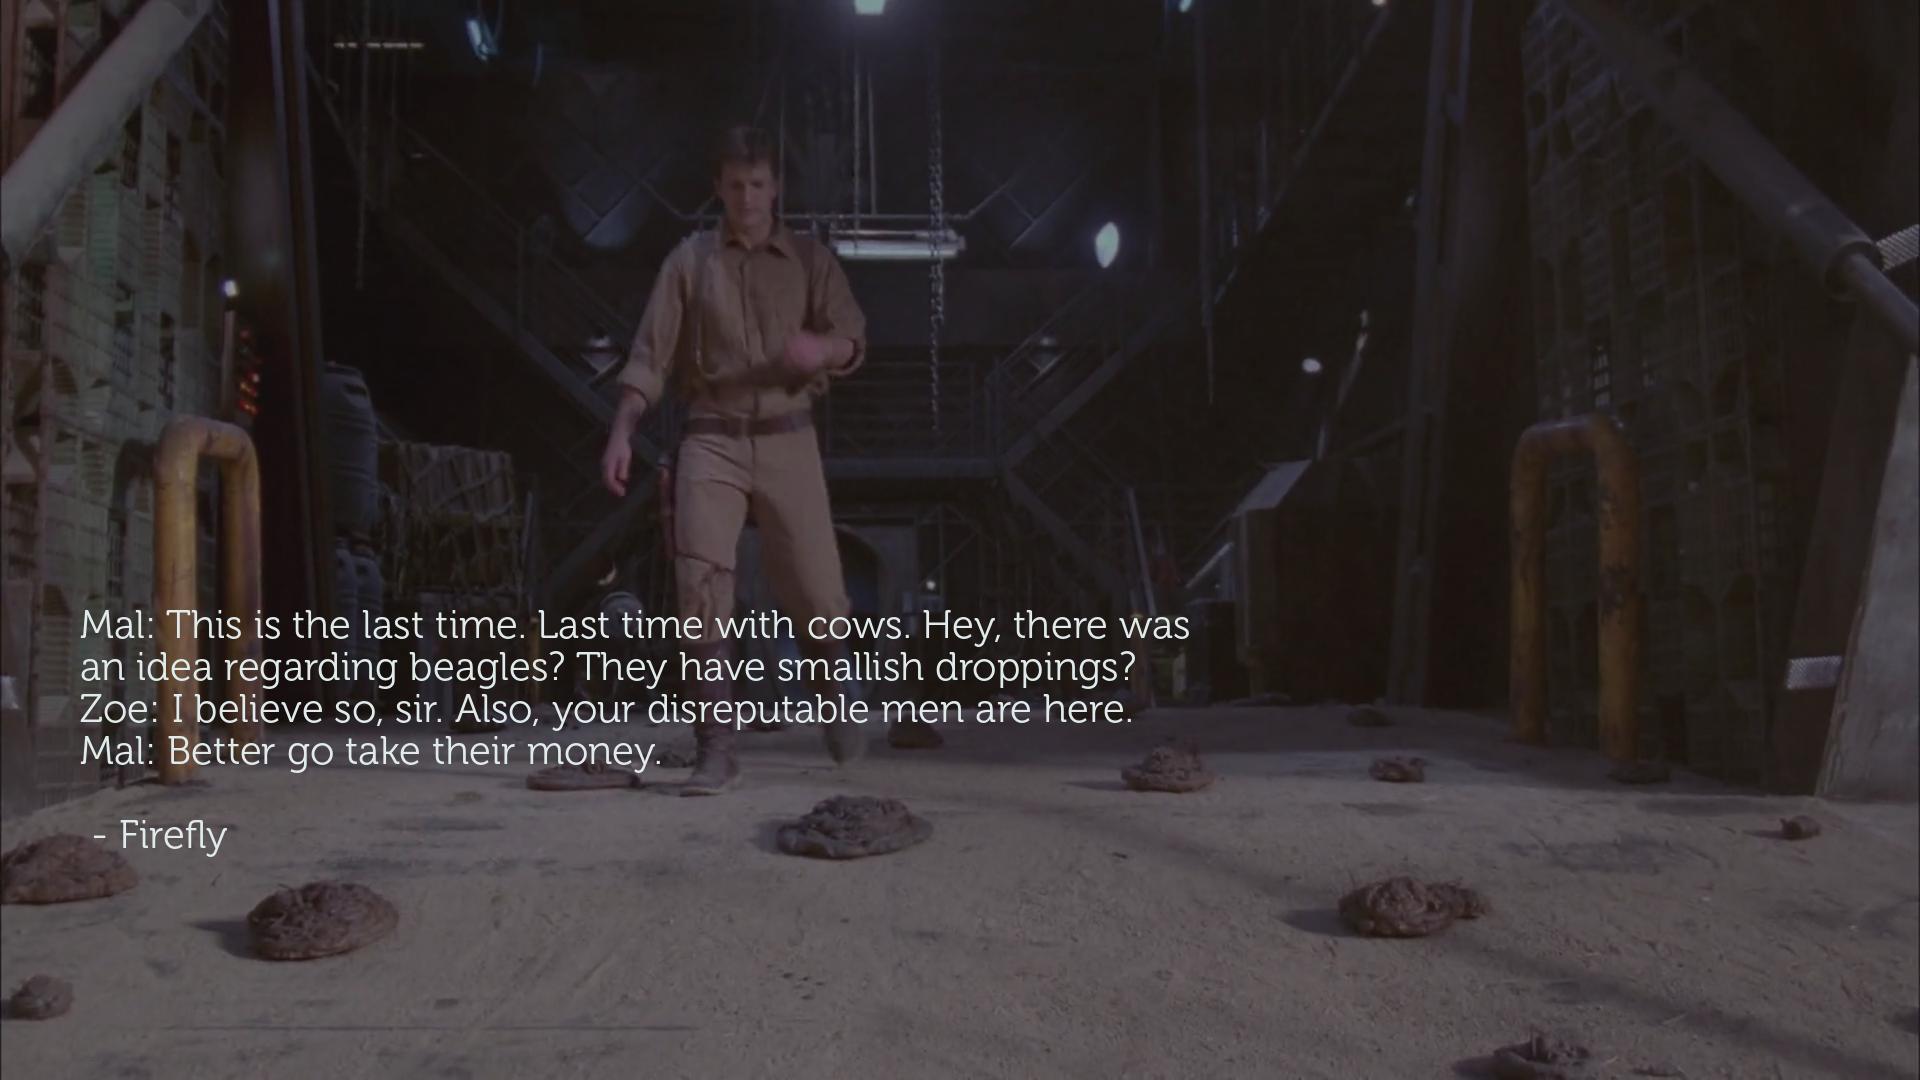 Mal: This is the last time. Last time with cows. Hey, there was
an idea regarding beagles? They have smallish droppings?
Zoe: I believe so, sir. Also, your disreputable men are here.
Mal: Better go take their money.
- Firefly